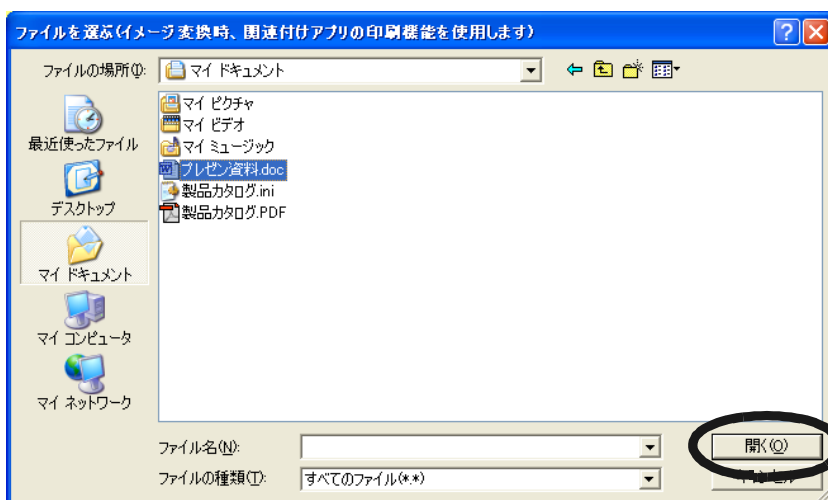 ファイルを選ぶ(イメージ変換時、関連付けアプリの印刷機能を使用します)
ファイルの場所(I):
マイ ドキュメント
マイ ピクチャ
マイ ビデオ
マイ ミュージック
プレゼン資料.doc
製品カタログ.ini
製品カタログ.PDF
最近使ったファイル
デスクトップ
マイ ドキュメント
マイ コンピュータ
マイ ネットワーク
ファイル名(N):
開く(O)
ファイルの種類(T):
すべてのファイル(*.*)